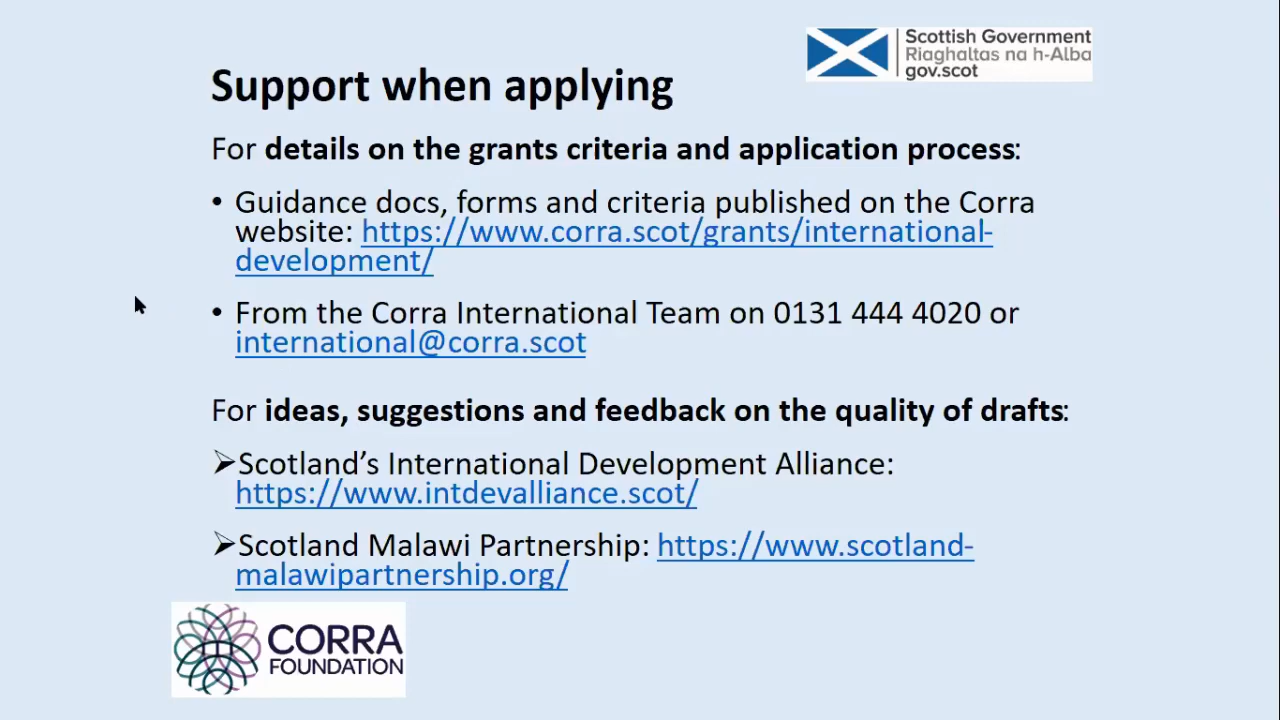 Scottish Government
Riaghaltas na h-Alba
gov.scot
Support when applying
For details on the grants criteria and application process:
• Guidance docs, forms and criteria published on the Corra
website: https://www.corra.scot/grants/international-
development/
• From the Corra International Team on 0131 444 4020 or
international@corra.scot
For ideas, suggestions and feedback on the quality of drafts:
➢Scotland’s International Development Alliance:
https://www.intdevalliance.scot/
➢Scotland Malawi Partnership: https://www.scotland-
malawipartnership.org/
CORRA
FOUNDATION